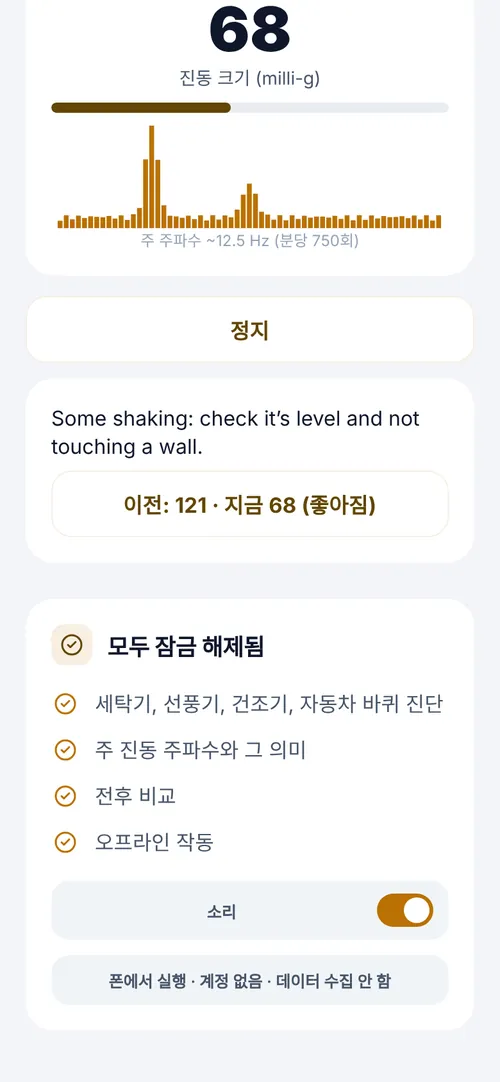 68
진동 크기 (milli-g)
주 주파수 ~12.5 Hz (분당 750회)
정지
Some shaking: check it’s level and not
touching a wall.
이전: 121 · 지금 68 (좋아짐)
모두 잠금 해제됨
세탁기, 선풍기, 건조기, 자동차 바퀴 진단
주 진동 주파수와 그 의미
전후 비교
오프라인 작동
소리
폰에서 실행 · 계정 없음 · 데이터 수집 안 함